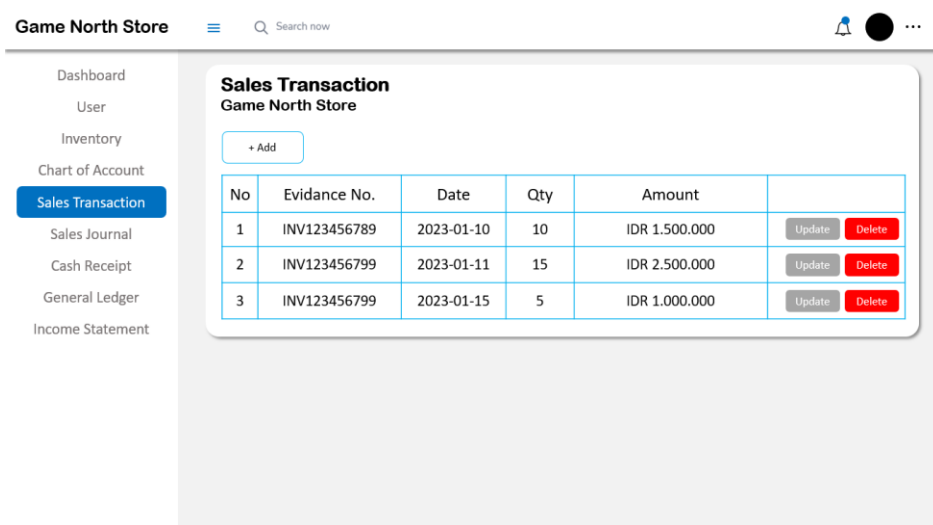 Game North Store
Search now
Dashboard
User
Inventory
Chart of Account
Sales Transaction
Sales Journal
Cash Receipt
General Ledger
Income Statement
Sales Transaction
Game North Store
+ Add
No Evidance No. Date Qty Amount
1 INV123456789 2023-01-10 10 IDR 1.500.000 Update Delete
2 INV123456799 2023-01-11 15 IDR 2.500.000 Update Delete
3 INV123456799 2023-01-15 5 IDR 1.000.000 Update Delete